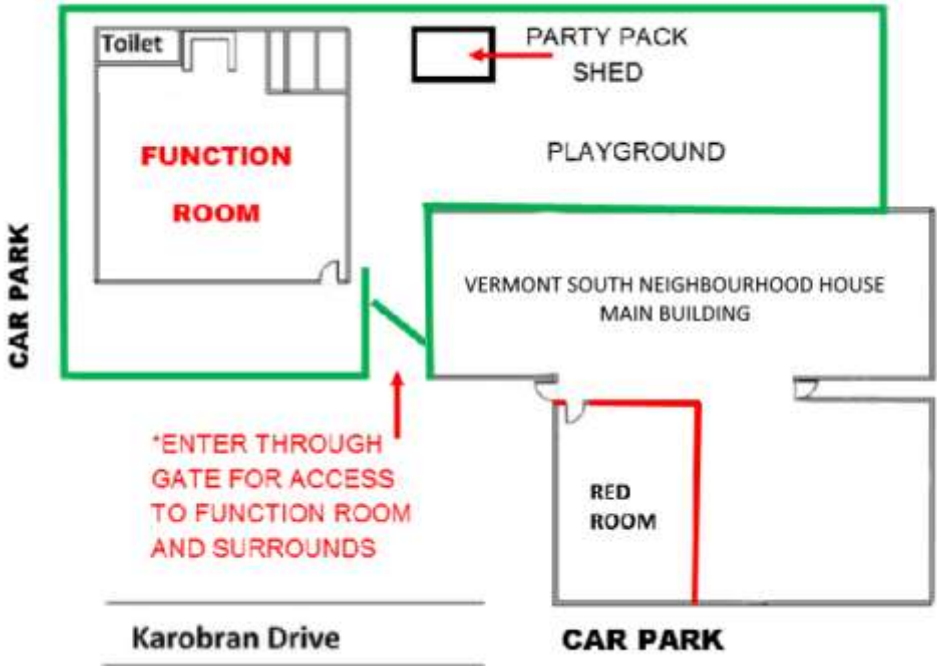 Toilet
PARTY PACK
SHED
FUNCTION
ROOM
PLAYGROUND
CAR PARK
VERMONT SOUTH NEIGHBOURHOOD HOUSE
MAIN BUILDING
*ENTER THROUGH
GATE FOR ACCESS
TO FUNCTION ROOM
AND SURROUNDS
RED
ROOM
Karobran Drive
CAR PARK